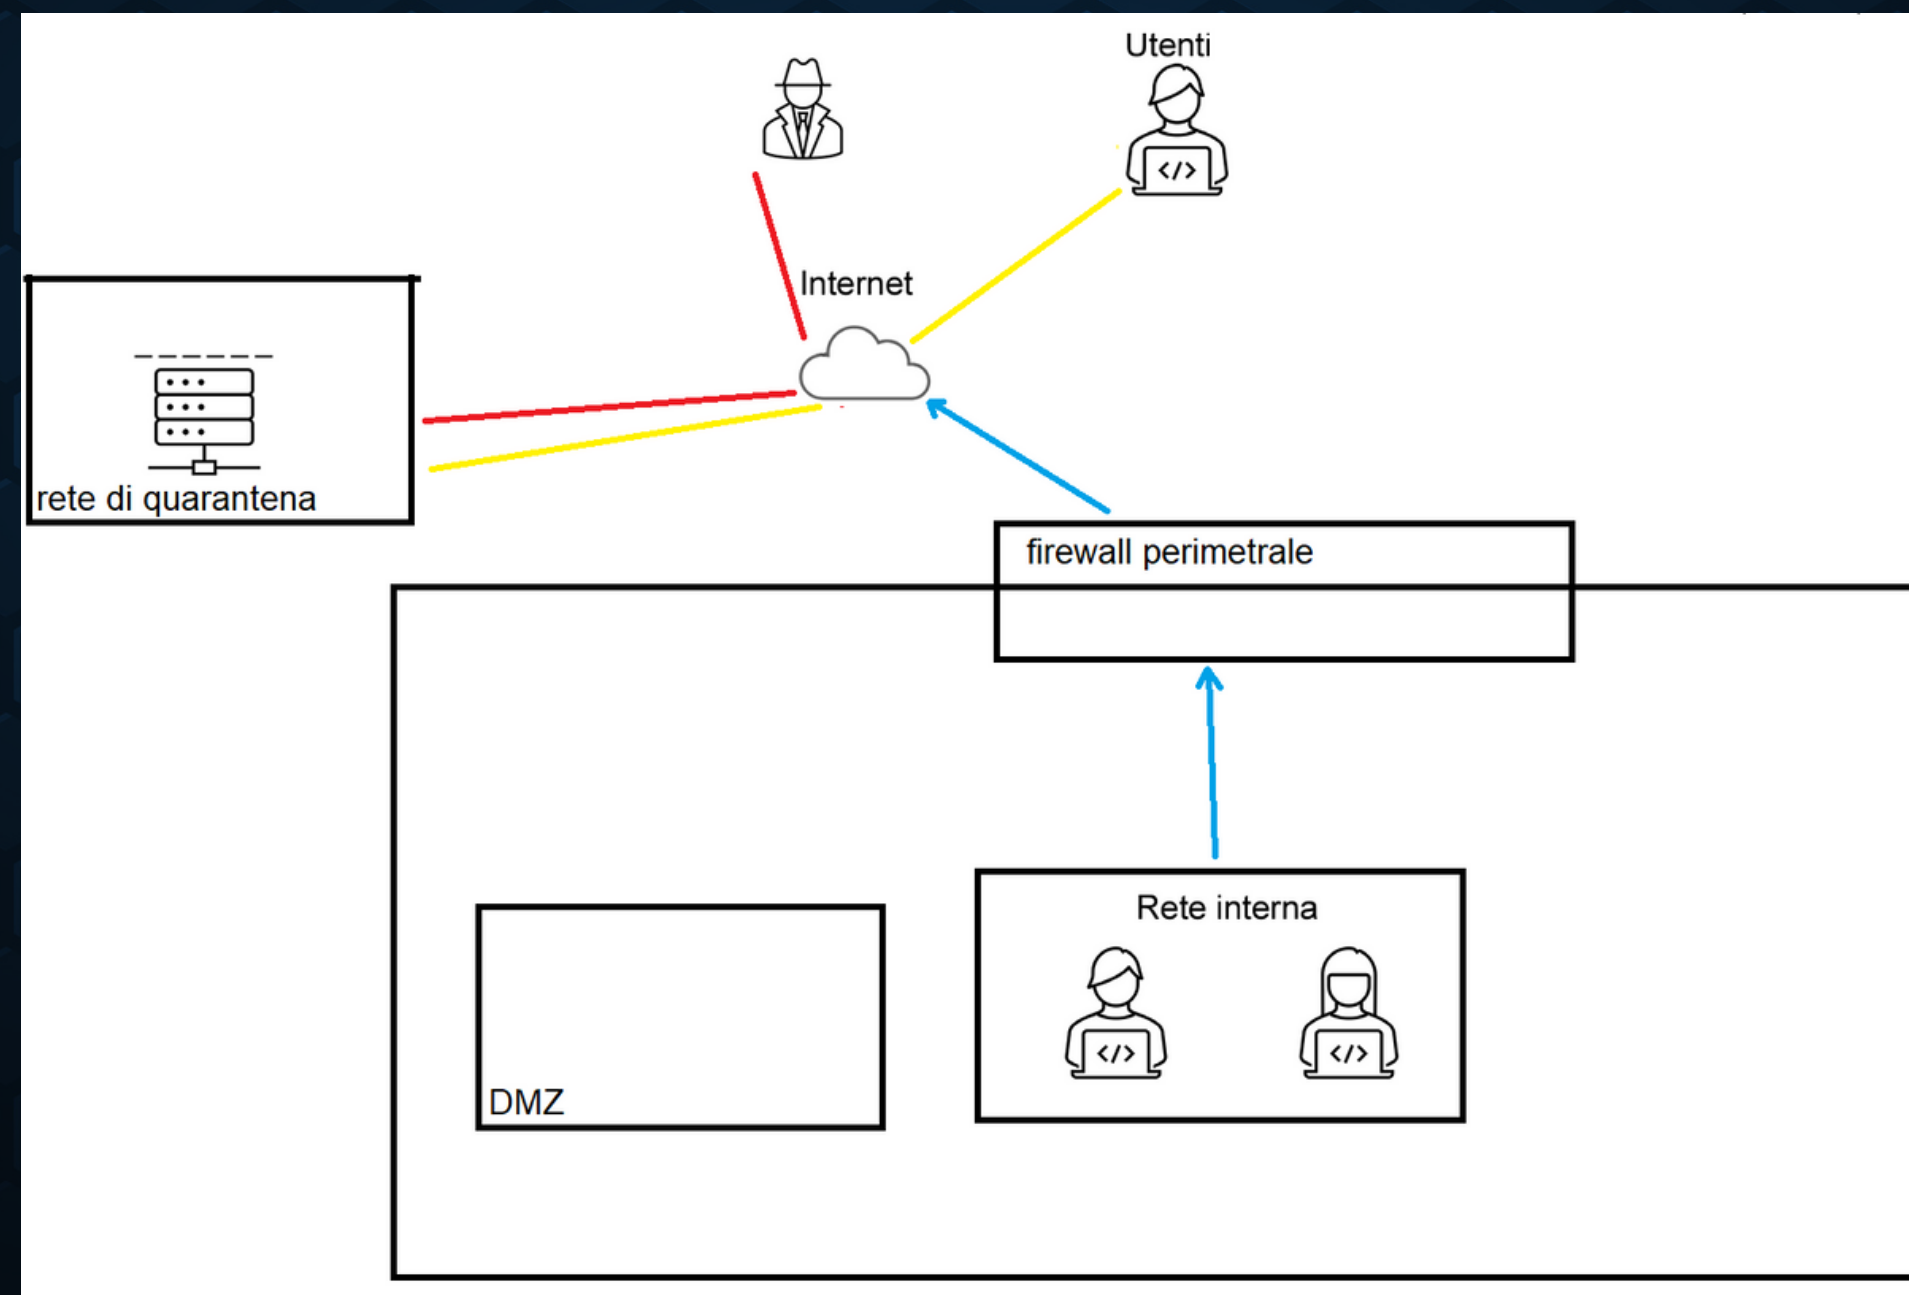 Utenti
</>
Internet
rete di quarantena
firewall perimetrale
Rete interna
</>
</>
DMZ